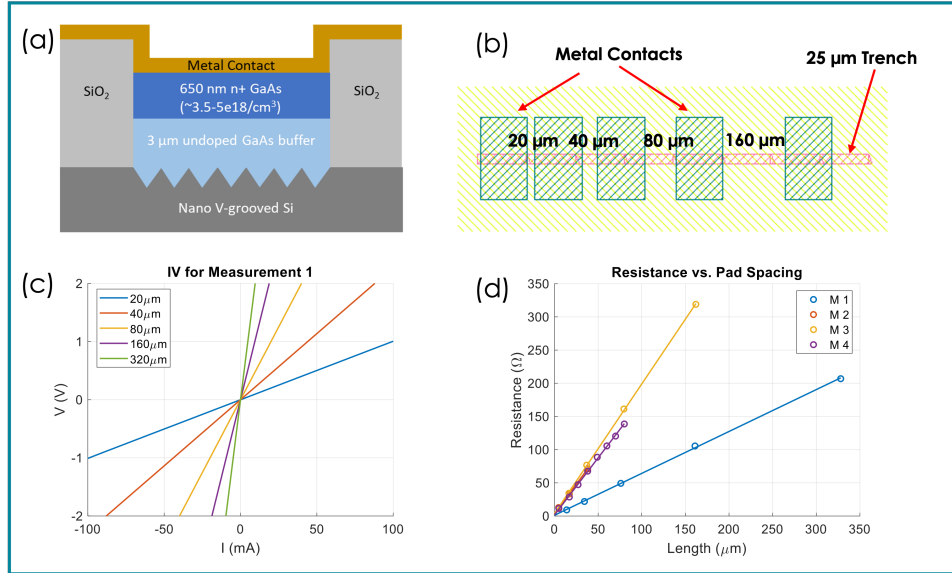 (a)
Metal Contact
SiO2
650 nm n+ GaAs
(~3.5-5e18/cm³)
SiO2
3 µm undoped GaAs buffer
Nano V-grooved Si
(b)
Metal Contacts
25 µm Trench
20 µm 40 µm 80 µm 160 µm
(c)
IV for Measurement 1
2
1
0
-1
-2
V (V)
20µm
40µm
80µm
160µm
320µm
-100 -50 0 50 100
I (mA)
(d)
Resistance vs. Pad Spacing
350
300
250
200
150
100
50
0
Resistance (Ω)
M 1
M 2
M 3
M 4
0 50 100 150 200 250 300 350
Length (µm)